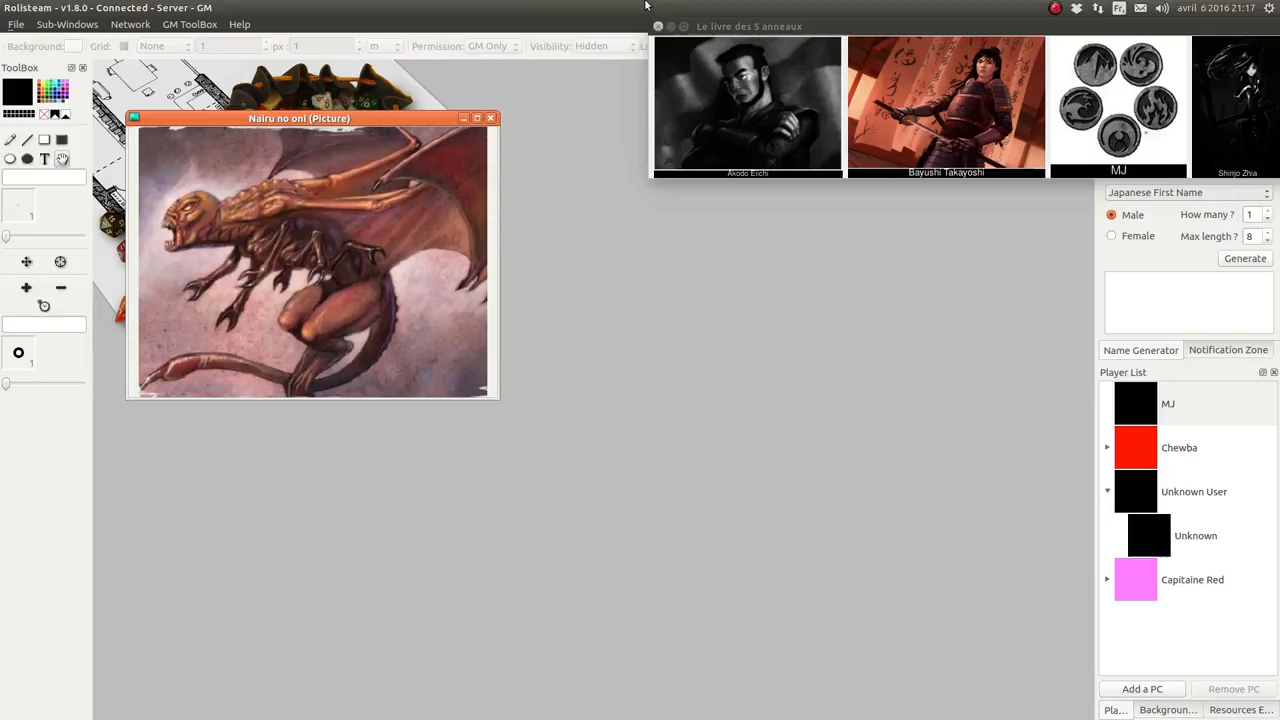 Rolisteam - v1.8.0 - Connected - Server - GM
Fr
avril 6 2016 21:17
File Sub-Windows Network GM ToolBox Help
Le livre des 5 anneaux
Background: Grid: None 1 px : 1 m Permission: GM Only Visibility: Hidden
ToolBox
Nairu no oni (Picture)
Akodo Eiichi
Bayushi Takayoshi
MJ
Shinjo Zhia
Japanese First Name
Male How many ? 1
Female Max length ? 8
Generate
1
1
Name Generator Notification Zone
Player List
MJ
Chewba
Unknown User
Unknown
Capitaine Red
Add a PC Remove PC
Pla... Backgroun... Resources E...